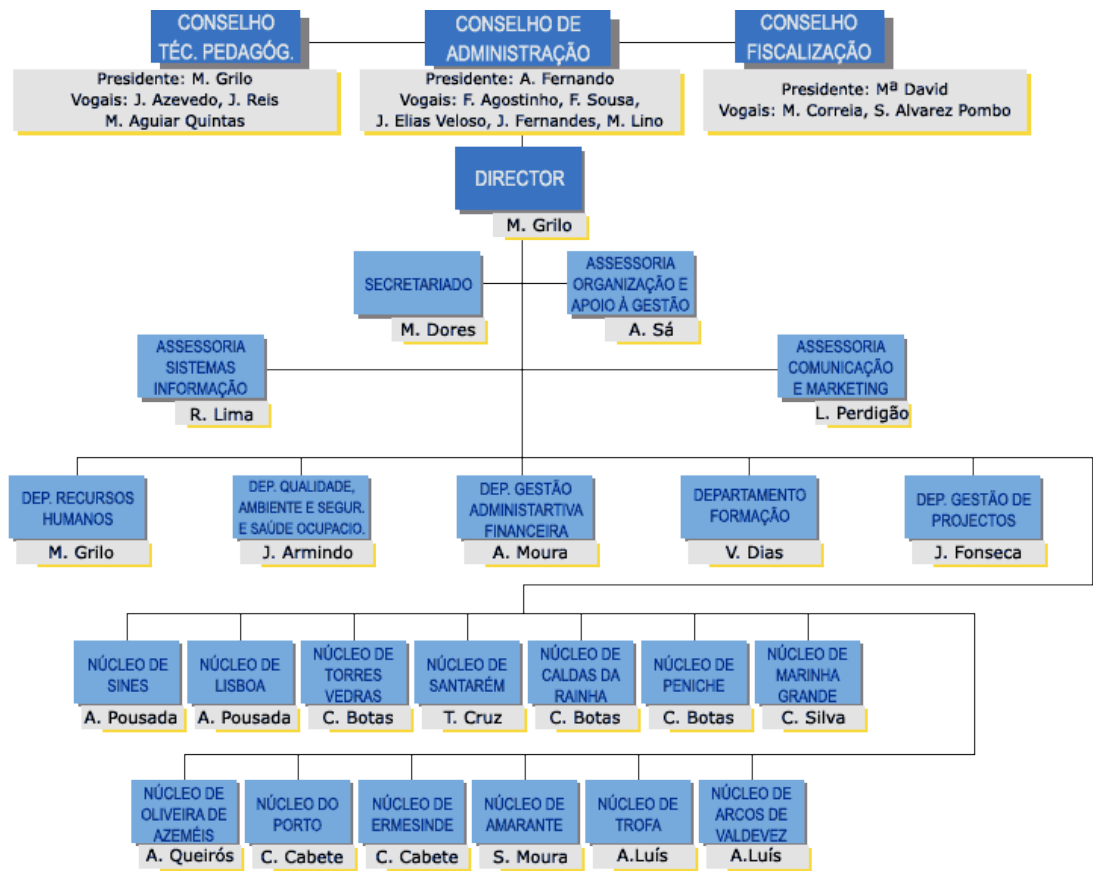 CONSELHO
TÉC. PEDAGÓG.
Presidente: M. Grilo
Vogais: J. Azevedo, J. Reis
M. Aguiar Quintas
CONSELHO DE
ADMINISTRAÇÃO
Presidente: A. Fernando
Vogais: F. Agostinho, F. Sousa,
J. Elias Veloso, J. Fernandes, M. Lino
CONSELHO
FISCALIZAÇÃO
Presidente: Mª David
Vogais: M. Correia, S. Alvarez Pombo
DIRECTOR
M. Grilo
SECRETARIADO
M. Dores
ASSESSORIA
ORGANIZAÇÃO E
APOIO À GESTÃO
A. Sá
ASSESSORIA
SISTEMAS
INFORMAÇÃO
R. Lima
ASSESSORIA
COMUNICAÇÃO
E MARKETING
L. Perdigão
DEP. RECURSOS
HUMANOS
M. Grilo
DEP. QUALIDADE,
AMBIENTE E SEGUR.
E SAÚDE OCUPACIO.
J. Armindo
DEP. GESTÃO
ADMINISTARTIVA
FINANCEIRA
A. Moura
DEPARTAMENTO
FORMAÇÃO
V. Dias
DEP. GESTÃO DE
PROJECTOS
J. Fonseca
NÚCLEO DE
SINES
A. Pousada
NÚCLEO DE
LISBOA
A. Pousada
NÚCLEO DE
TORRES
VEDRAS
C. Botas
NÚCLEO DE
SANTARÉM
T. Cruz
NÚCLEO DE
CALDAS DA
RAINHA
C. Botas
NÚCLEO DE
PENICHE
C. Botas
NÚCLEO DE
MARINHA
GRANDE
C. Silva
NÚCLEO DE
OLIVEIRA DE
AZEMÉIS
A. Queirós
NÚCLEO DO
PORTO
C. Cabete
NÚCLEO DE
ERMESINDE
C. Cabete
NÚCLEO DE
AMARANTE
S. Moura
NÚCLEO DE
TROFA
A.Luís
NÚCLEO DE
ARCOS DE
VALDEVEZ
A.Luís